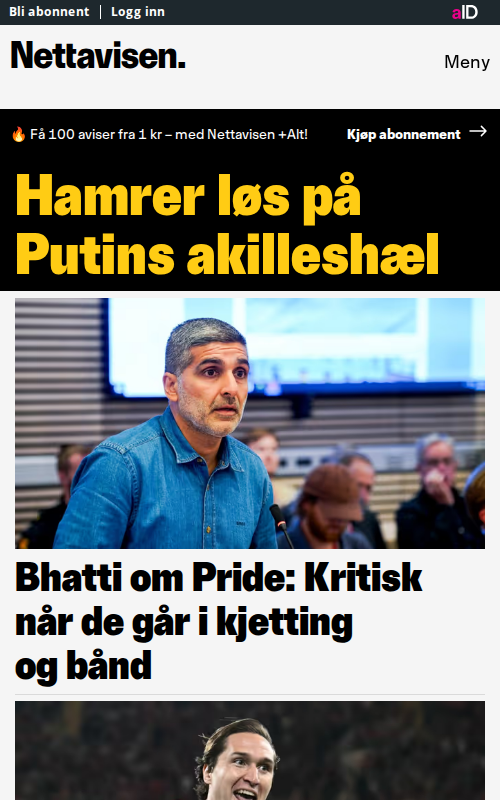 Bli abonnent | Logg inn
aID
Nettavisen.
Meny
🔥 Få 100 aviser fra 1 kr – med Nettavisen +Alt!
Kjøp abonnement →
Hamrer løs på
Putins akilleshæl
Bhatti om Pride: Kritisk
når de går i kjetting
og bånd